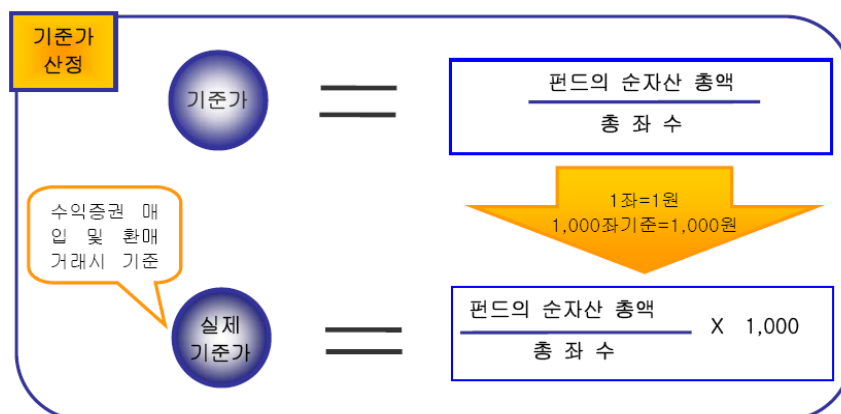 기준가
산정
기준가
=
펀드의 순자산 총액
총 좌 수
1좌=1원
1,000좌기준=1,000원
수익증권 매
입 및 환매
거래시 기준
실제
기준가
=
펀드의 순자산 총액
총 좌 수
X 1,000